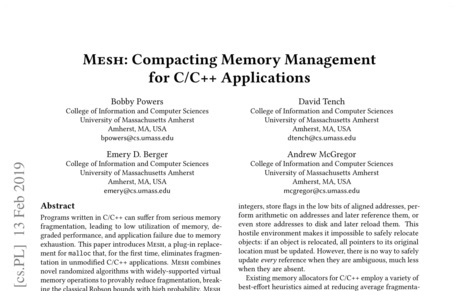 MESH: Compacting Memory Management
for C/C++ Applications
Bobby Powers
College of Information and Computer Sciences
University of Massachusetts Amherst
Amherst, MA, USA
bpowers@cs.umass.edu
David Tench
College of Information and Computer Sciences
University of Massachusetts Amherst
Amherst, MA, USA
dtench@cs.umass.edu
Emery D. Berger
College of Information and Computer Sciences
University of Massachusetts Amherst
Amherst, MA, USA
emery@cs.umass.edu
Andrew McGregor
College of Information and Computer Sciences
University of Massachusetts Amherst
Amherst, MA, USA
mcgregor@cs.umass.edu
[cs.PL] 13 Feb 2019
Abstract
Programs written in C/C++ can suffer from serious memory
fragmentation, leading to low utilization of memory, de-
graded performance, and application failure due to memory
exhaustion. This paper introduces MESH, a plug-in replace-
ment for malloc that, for the first time, eliminates fragmen-
tation in unmodified C/C++ applications. MESH combines
novel randomized algorithms with widely-supported virtual
memory operations to provably reduce fragmentation, break-
ing the classical Robson bounds with high probability. MESH
integers, store flags in the low bits of aligned addresses, per-
form arithmetic on addresses and later reference them, or
even store addresses to disk and later reload them. This
hostile environment makes it impossible to safely relocate
objects: if an object is relocated, all pointers to its original
location must be updated. However, there is no way to safely
update every reference when they are ambiguous, much less
when they are absent.
Existing memory allocators for C/C++ employ a variety of
best-effort heuristics aimed at reducing average fragmenta-